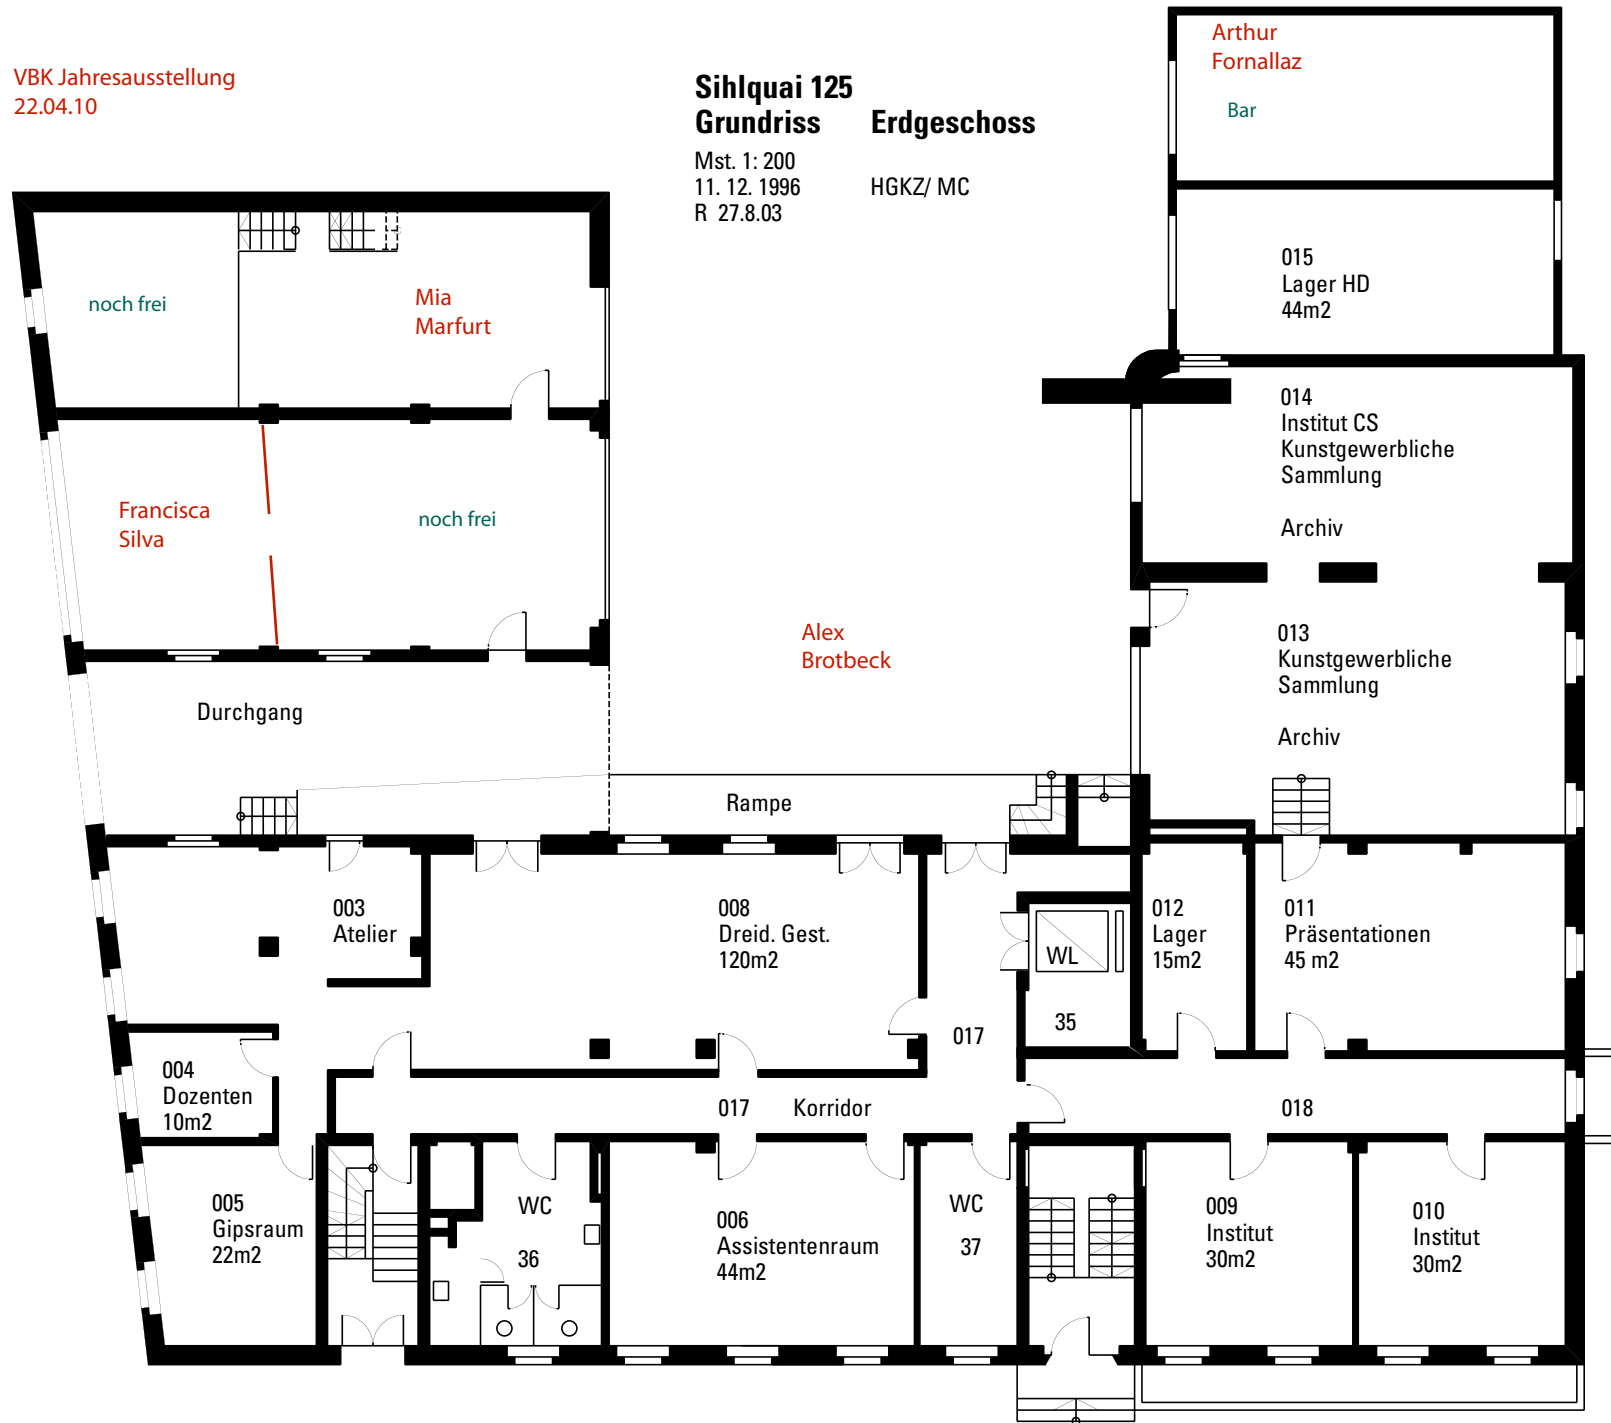 VBK Jahresausstellung
22.04.10
Sihlquai 125
Grundriss Erdgeschoss
Mst. 1: 200
11. 12. 1996 HGKZ/ MC
R 27.8.03
Arthur
Fornallaz
Bar
015
Lager HD
44m2
noch frei
Mia
Marfurt
014
Institut CS
Kunstgewerbliche
Sammlung
Archiv
Francisca
Silva
noch frei
Alex
Brotbeck
013
Kunstgewerbliche
Sammlung
Archiv
Durchgang
Rampe
003
Atelier
008
Dreid. Gest.
120m2
WL
35
012
Lager
15m2
011
Präsentationen
45 m2
017
004
Dozenten
10m2
017 Korridor
018
005
Gipsraum
22m2
WC
36
006
Assistentenraum
44m2
WC
37
009
Institut
30m2
010
Institut
30m2